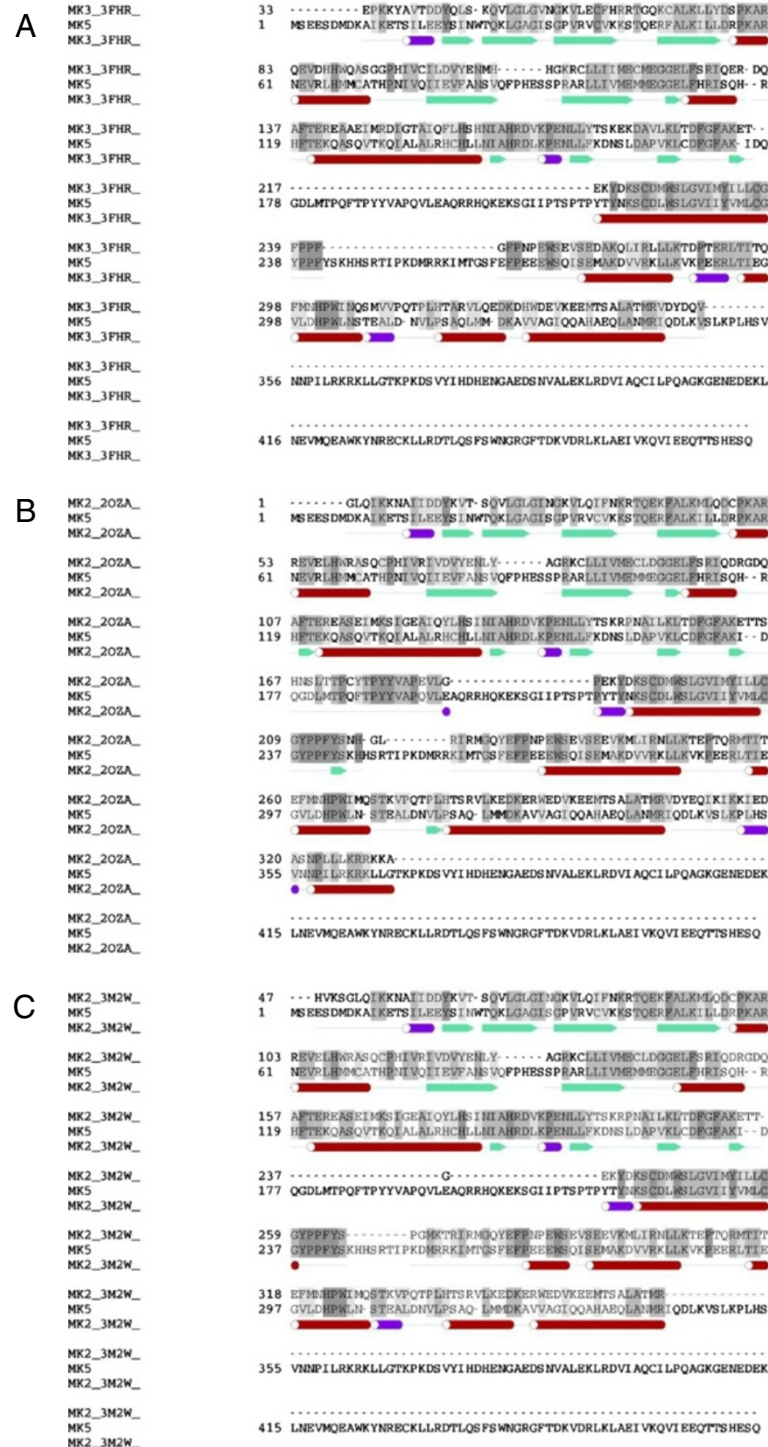 A
MK3_3FHR_ 33 --------EPKYAVTDDYQLS-KQVLGLGVNGKVLECFHRRTGQKCALKLLYDSPKAR
MK5 1 MSEESDMDKAIKETSILEEYSINWTQKLGAGISGPVRVCVKKSTQERFALKILLDRPKAR
MK3_3FHR_
MK3_3FHR_ 83 QEVDHHWQASGGPHIVCILDVYENMH------HGKRCLLIIMECMEGGELFSRIQER-DQ
MK5 61 NEVRLHMMCATHPNIVQIIEVFANSVQFPHESSPRARLLIVMEMMEGGELFHRISQH--R
MK3_3FHR_
MK3_3FHR_ 137 AFTEREAAEIMRDIGTAIQFLHSHNIAHRDVKPENLLYTSKEKDAVLKLTDFGFAKET--
MK5 119 HFTEKQASQVTKQIALALRHCHLLNIAHRDLKPENLLFKDNSLDAPVKLCDFGFAK-IDQ
MK3_3FHR_
MK3_3FHR_ 217 -----------------------------------EKYDKSCDMWSLGVIMYILLCG
MK5 178 GDLMTPQFTPYYVAPQVLEAQRRHQKEKSGIIPTSPTPYTYNKSCDLWSLGVIIYVMLCG
MK3_3FHR_
MK3_3FHR_ 239 FPPF--------------------GFPNPEWSEVSEDAKQLIRLLLKTDPTERLTITQ
MK5 238 YPPFYSKHHSRTIPKDMRRKIMTGSFEFPEEEWSQISEMAKDVVRKLLKVKPEERLTIEG
MK3_3FHR_
MK3_3FHR_ 298 FMNHPWINQSMVVPQTPLHTARVLQEDKDHWDEVKEEMTSALATMRVDYDQV-------
MK5 298 VLDHPWLNSTEALD-NVLPSAQLMM-DKAVVAGIQQAHAEQLANMRIQDLKVSLKPLHSV
MK3_3FHR_
MK3_3FHR_ ------------------------------------------------------------
MK5 356 NNPILRKRKLLGTKPKDSVYIHDHENGAEDSNVALEKLRDVIAQCILPQAGKGENEDEKL
MK3_3FHR_
MK3_3FHR_ ----------------------------------------------------------
MK5 416 NEVMQEAWKYNRECKLLRDTLQSFSWNGRGFTDKVDRLKLAEIVKQVIEEQTTSHESQ
MK3_3FHR_
B
MK2_2OZA_ 1 ------GLQIKKNAIIDDYKVT-SQVLGLGINGKVLQIFNKRTQEKFALKMLQDCPKAR
MK5 1 MSEESDMDKAIKETSILEEYSINWTQKLGAGISGPVRVCVKKSTQERFALKILLDRPKAR
MK2_2OZA_
MK2_2OZA_ 53 REVELHWRASQCPHIVRIVDVYENLY------AGRKCLLIVMECLDGGELFSRIQDRGDQ
MK5 61 NEVRLHMMCATHPNIVQIIEVFANSVQFPHESSPRARLLIVMEMMEGGELFHRISQH--R
MK2_2OZA_
MK2_2OZA_ 107 AFTEREASEIMKSIGEAIQYLHSINIAHRDVKPENLLYTSKRPNAILKLTDFGFAKETTS
MK5 119 HFTEKQASQVTKQIALALRHCHLLNIAHRDLKPENLLFKDNSLDAPVKLCDFGFAKI--D
MK2_2OZA_
MK2_2OZA_ 167 HNSLTTPCYTPYYVAPEVLG-----------------PEKYDKSCDMWSLGVIMYILLC
MK5 177 QGDLMTPQFTPYYVAPQVLEAQRRHQKEKSGIIPTSPTPYTYNKSCDLWSLGVIIYVMLC
MK2_2OZA_
MK2_2OZA_ 209 GYPPFYSNH-GL-------RIRMGQYEFPNPEWSEVSEEVKMLIRNLLKTEPTQRMTIT
MK5 237 GYPPFYSKHHSRTIPKDMRRKIMTGSFEFPEEEWSQISEMAKDVVRKLLKVKPEERLTIE
MK2_2OZA_
MK2_2OZA_ 260 EFMNHPWIMQSTKVPQTPLHTSRVLKEDKERWEDVKEEMTSALATMRVDYEQIKIKKIED
MK5 297 GVLDHPWLN-STEALDNVLPSAQ-LMMDKAVVAGIQQAHAEQLANMRIQDLKVSLKPLHS
MK2_2OZA_
MK2_2OZA_ 320 ASNPLLLKRRKKA-----------------------------------------------
MK5 355 VNNPILRKRKLLGTKPKDSVYIHDHENGAEDSNVALEKLRDVIAQCILPQAGKGENEDEK
MK2_2OZA_
MK2_2OZA_ -----------------------------------------------------------
MK5 415 LNEVMQEAWKYNRECKLLRDTLQSFSWNGRGFTDKVDRLKLAEIVKQVIEEQTTSHESQ
MK2_2OZA_
C
MK2_3M2W_ 47 ---HVKSGLQIKKNAIIDDYKVT-SQVLGLGINGKVLQIFNKRTQEKFALKMLQDCPKAR
MK5 1 MSEESDMDKAIKETSILEEYSINWTQKLGAGISGPVRVCVKKSTQERFALKILLDRPKAR
MK2_3M2W_
MK2_3M2W_ 103 REVELHWRASQCPHIVRIVDVYENLY------AGRKCLLIVMECLDGGELFSRIQDRGDQ
MK5 61 NEVRLHMMCATHPNIVQIIEVFANSVQFPHESSPRARLLIVMEMMEGGELFHRISQH--R
MK2_3M2W_
MK2_3M2W_ 157 AFTEREASEIMKSIGEAIQYLHSINIAHRDVKPENLLYTSKRPNAILKLTDFGFAKETT-
MK5 119 HFTEKQASQVTKQIALALRHCHLLNIAHRDLKPENLLFKDNSLDAPVKLCDFGFAKI--D
MK2_3M2W_
MK2_3M2W_ 237 -------------------G-----------------EKYDKSCDMWSLGVIMYILLC
MK5 177 QGDLMTPQFTPYYVAPQVLEAQRRHQKEKSGIIPTSPTPYTYNKSCDLWSLGVIIYVMLC
MK2_3M2W_
MK2_3M2W_ 259 GYPPFYS--------PGMKTRIRMGQYEFPNPEWSEVSEEVKMLIRNLLKTEPTQRMTIT
MK5 237 GYPPFYSKHHSRTIPKDMRRKIMTGSFEFPEEEWSQISEMAKDVVRKLLKVKPEERLTIE
MK2_3M2W_
MK2_3M2W_ 318 EFMNHPWIMQSTKVPQTPLHTSRVLKEDKERWEDVKEEMTSALATMR------------
MK5 297 GVLDHPWLN-STEALDNVLPSAQ-LMMDKAVVAGIQQAHAEQLANMRIQDLKVSLKPLHS
MK2_3M2W_
MK2_3M2W_ ------------------------------------------------------------
MK5 355 VNNPILRKRKLLGTKPKDSVYIHDHENGAEDSNVALEKLRDVIAQCILPQAGKGENEDEK
MK2_3M2W_
MK2_3M2W_ -----------------------------------------------------------
MK5 415 LNEVMQEAWKYNRECKLLRDTLQSFSWNGRGFTDKVDRLKLAEIVKQVIEEQTTSHESQ
MK2_3M2W_